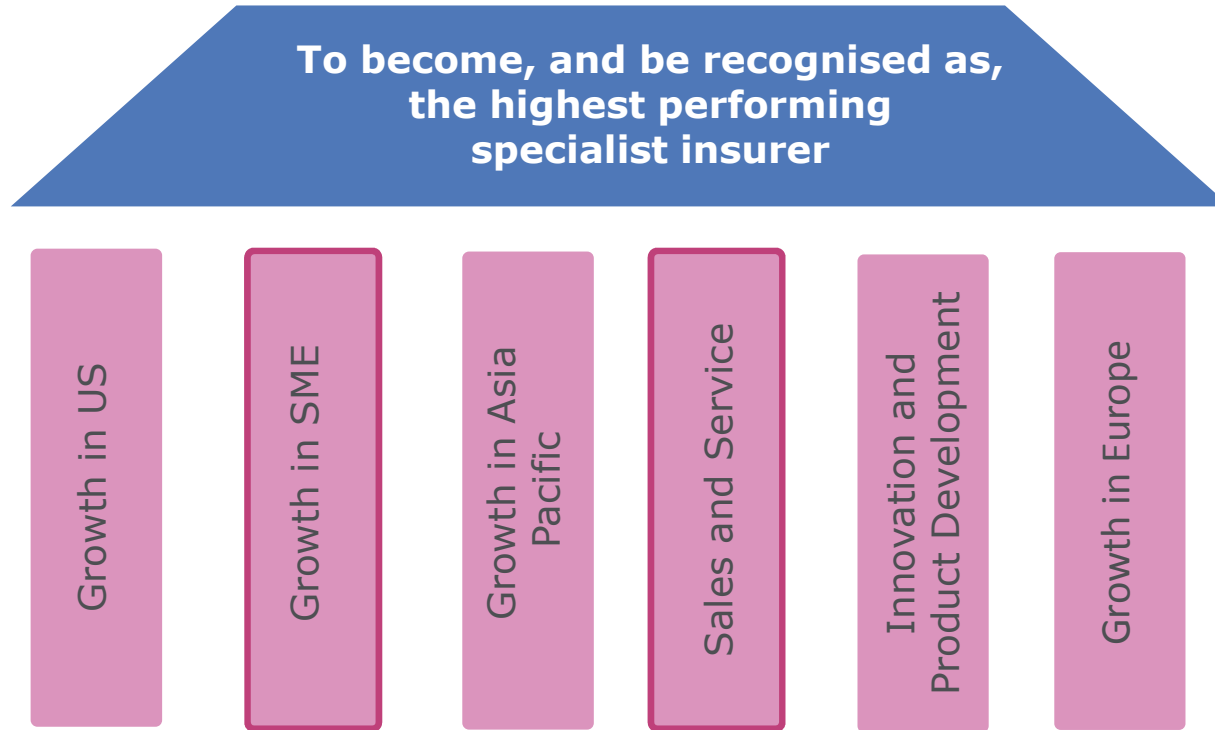 To become, and be recognised as,
the highest performing
specialist insurer
Growth in US
Growth in SME
Growth in Asia
Pacific
Sales and Service
Innovation and
Product Development
Growth in Europe